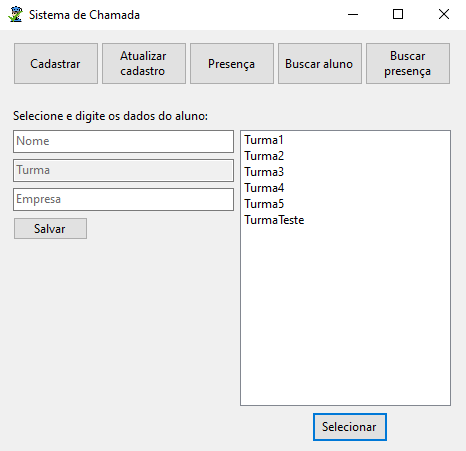 Sistema de Chamada
Cadastrar
Atualizar
cadastro
Presença
Buscar aluno
Buscar
presença
Selecione e digite os dados do aluno:
Nome
Turma
Empresa
Salvar
Turma1
Turma2
Turma3
Turma4
Turma5
TurmaTeste
Selecionar